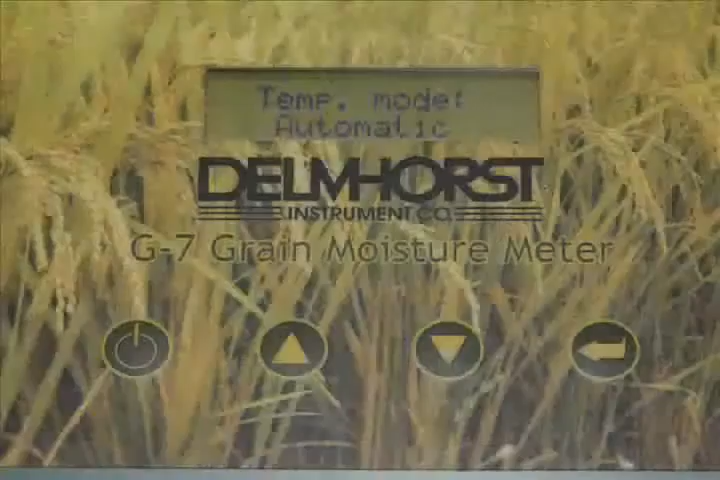 Temp. mode:
Automatic
DELMHORST
INSTRUMENT CO.
G-7 Grain Moisture Meter